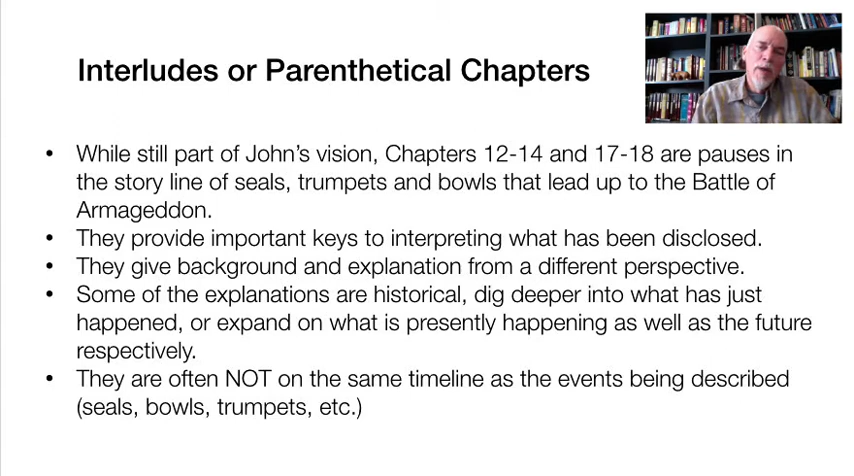 Interludes or Parenthetical Chapters
• While still part of John’s vision, Chapters 12-14 and 17-18 are pauses in
the story line of seals, trumpets and bowls that lead up to the Battle of
Armageddon.
• They provide important keys to interpreting what has been disclosed.
• They give background and explanation from a different perspective.
• Some of the explanations are historical, dig deeper into what has just
happened, or expand on what is presently happening as well as the future
respectively.
• They are often NOT on the same timeline as the events being described
(seals, bowls, trumpets, etc.)